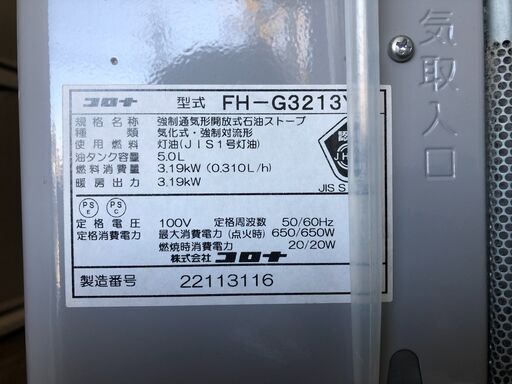 コロナ 型式 FH-G3213Y
規格名称 強制通気形開放式石油ストーブ
種類 気化式・強制対流形
使用燃料 灯油(JIS1号灯油)
油タンク容量 5.0L
燃料消費量 3.19kW (0.310L/h)
暖房出力 3.19kW
PS E PS C
定格電圧 100V 定格周波数 50/60Hz
定格消費電力 最大消費電力(点火時) 650/650W
燃焼時消費電力 20/20W
株式会社 コロナ
製造番号 22113116
認
JH
JIS S
気取入口